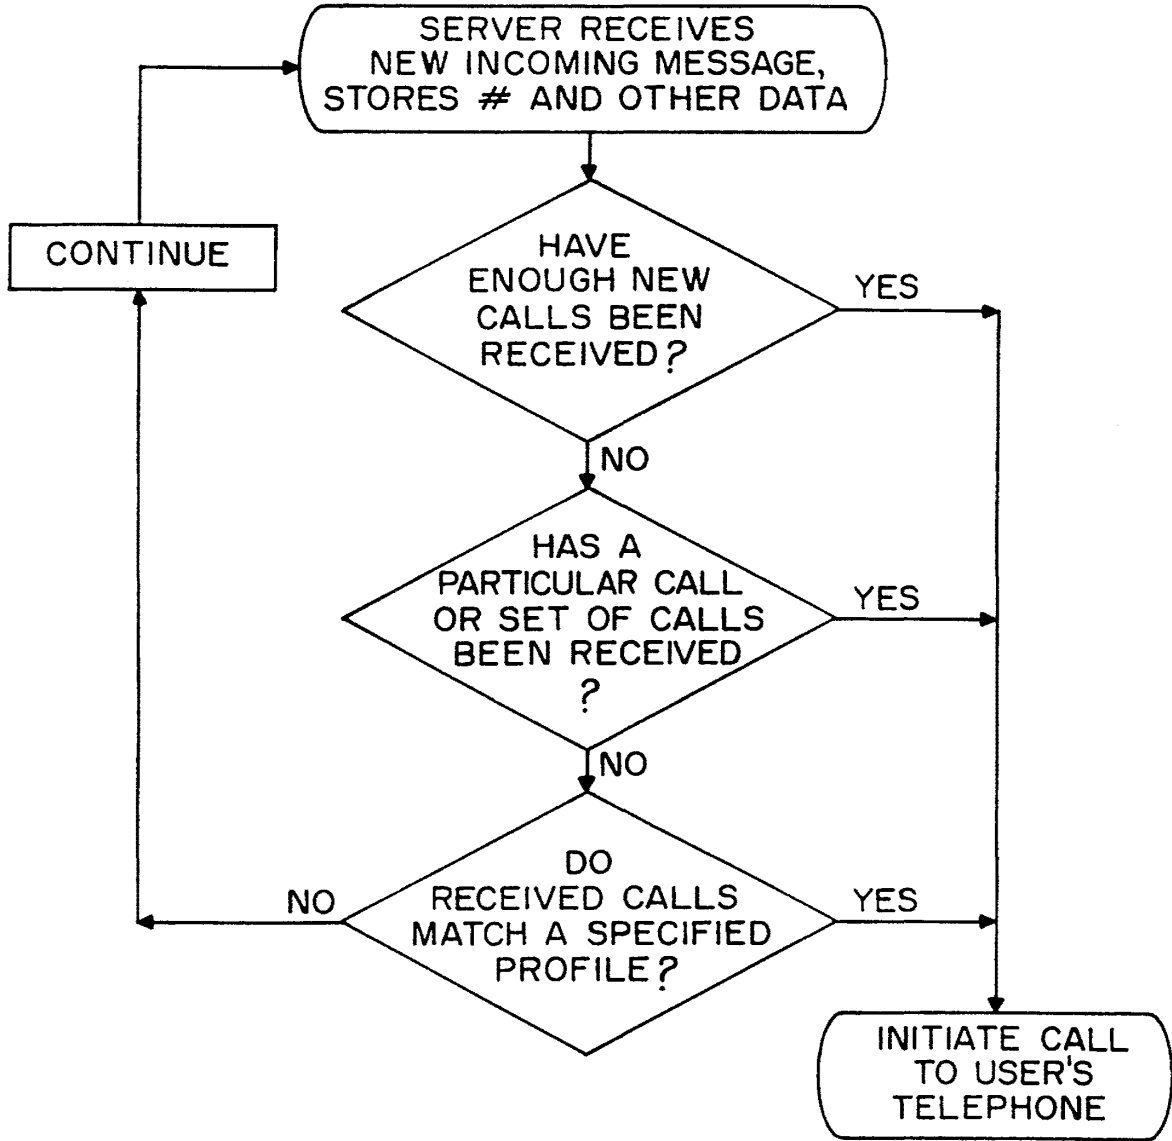 SERVER RECEIVES
NEW INCOMING MESSAGE,
STORES # AND OTHER DATA
CONTINUE
HAVE
ENOUGH NEW
CALLS BEEN
RECEIVED?
YES
NO
HAS A
PARTICULAR CALL
OR SET OF CALLS
BEEN RECEIVED
?
YES
NO
DO
RECEIVED CALLS
MATCH A SPECIFIED
PROFILE?
NO
YES
INITIATE CALL
TO USER'S
TELEPHONE